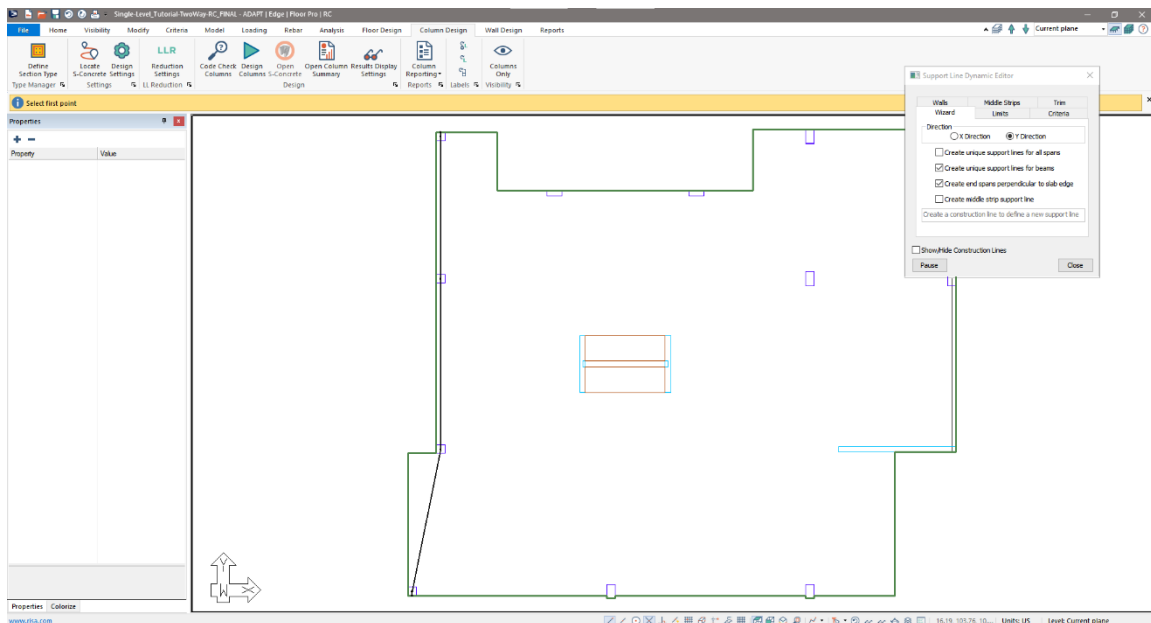 Single-Level_Tutorial-TwoWay-RC_FINAL - ADAPT | Edge | Floor Pro | RC
File Home Visibility Modify Criteria Model Loading Rebar Analysis Floor Design Column Design Wall Design Reports
Current plane
LLR
Define Section Type
Locate S-Concrete
Design Settings
Reduction Settings
Code Check Columns
Design Columns
Open S-Concrete
Open Column Summary
Results Display Settings
Column Reporting
Columns Only
Type Manager Settings LL Reduction Design Reports Labels Visibility
Select first point
Properties
Property Value
Support Line Dynamic Editor
Walls Middle Strips Trim
Wizard Limits Criteria
Direction
X Direction Y Direction
Create unique support lines for all spans
Create unique support lines for beams
Create end spans perpendicular to slab edge
Create middle strip support line
Create a construction line to define a new support line
Show/Hide Construction Lines
Pause Close
Y
W X
Properties Colorize
www.risa.com
16.19, 103.76, 10... Units: US Level: Current plane